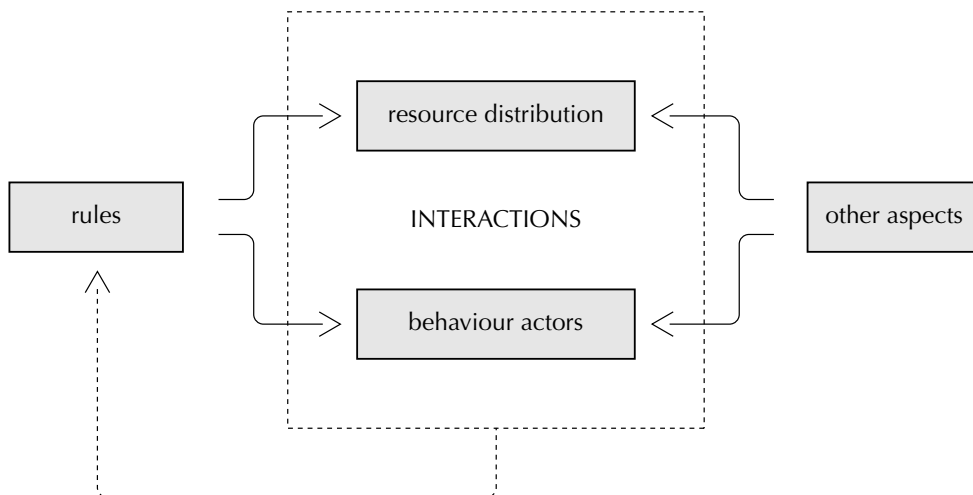 resource distribution
rules
INTERACTIONS
other aspects
behaviour actors